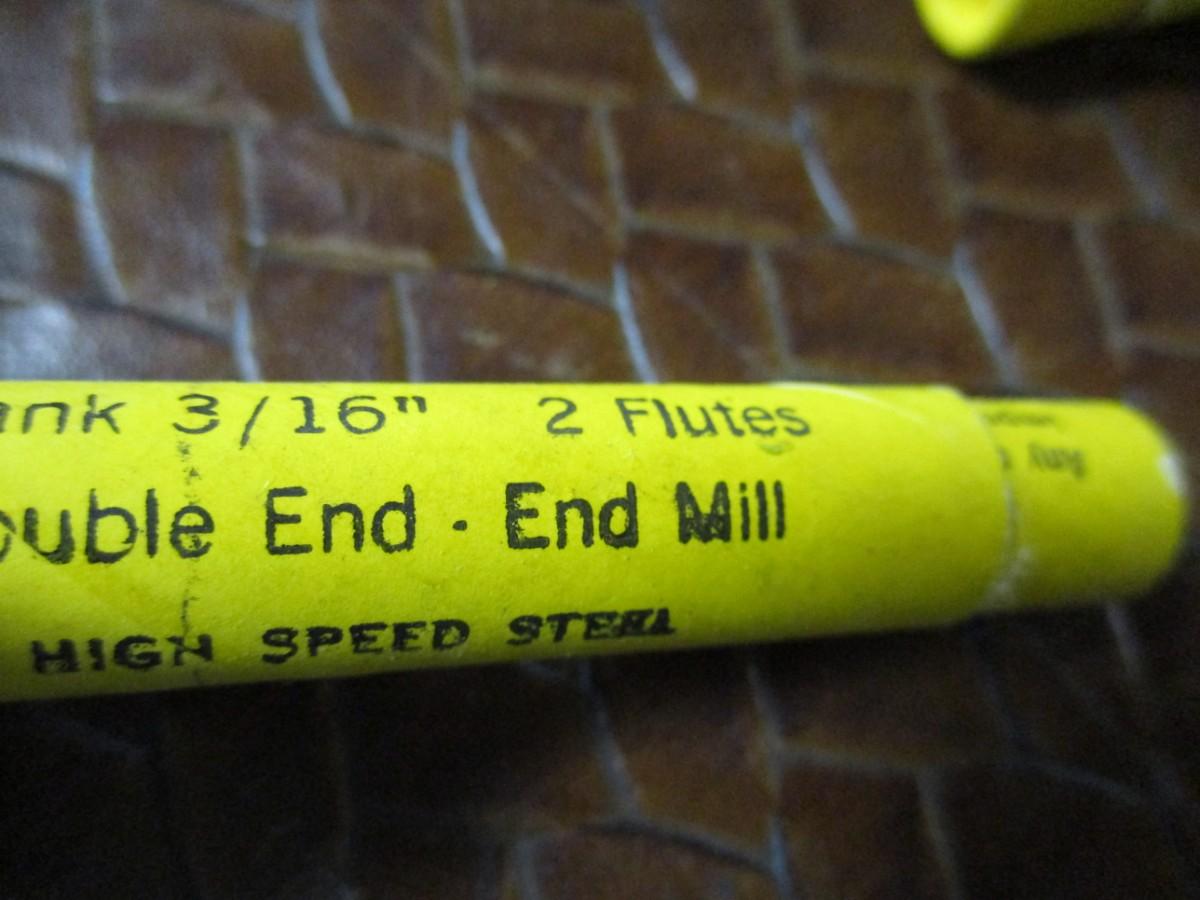 ank 3/16" 2 Flutes
ouble End · End Mill
HIGH SPEED STEEL